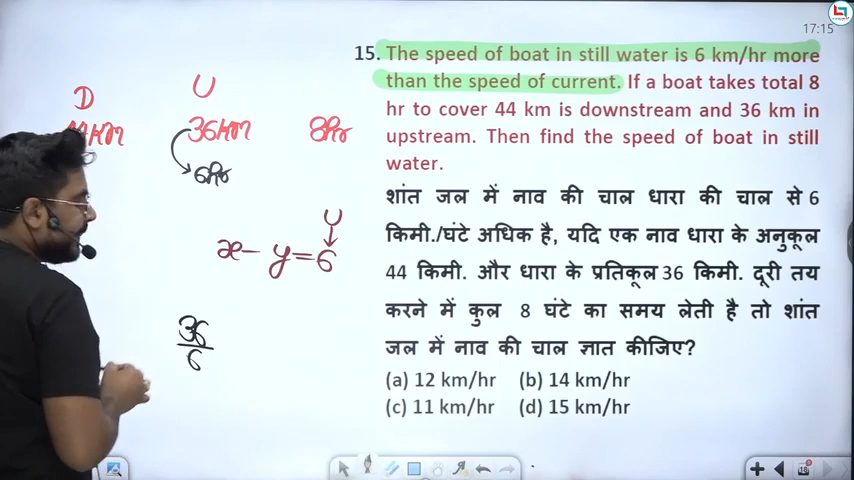 17:15
15. The speed of boat in still water is 6 km/hr more
than the speed of current. If a boat takes total 8
hr to cover 44 km is downstream and 36 km in
upstream. Then find the speed of boat in still
water.
शांत जल में नाव की चाल धारा की चाल से 6
किमी./घंटे अधिक है, यदि एक नाव धारा के अनुकूल
44 किमी. और धारा के प्रतिकूल 36 किमी. दूरी तय
करने में कुल 8 घंटे का समय लेती है तो शांत
जल में नाव की चाल ज्ञात कीजिए?
(a) 12 km/hr (b) 14 km/hr
(c) 11 km/hr (d) 15 km/hr
D U
44km 36km 8hr
6hr
U
x - y = 6
36
6
18